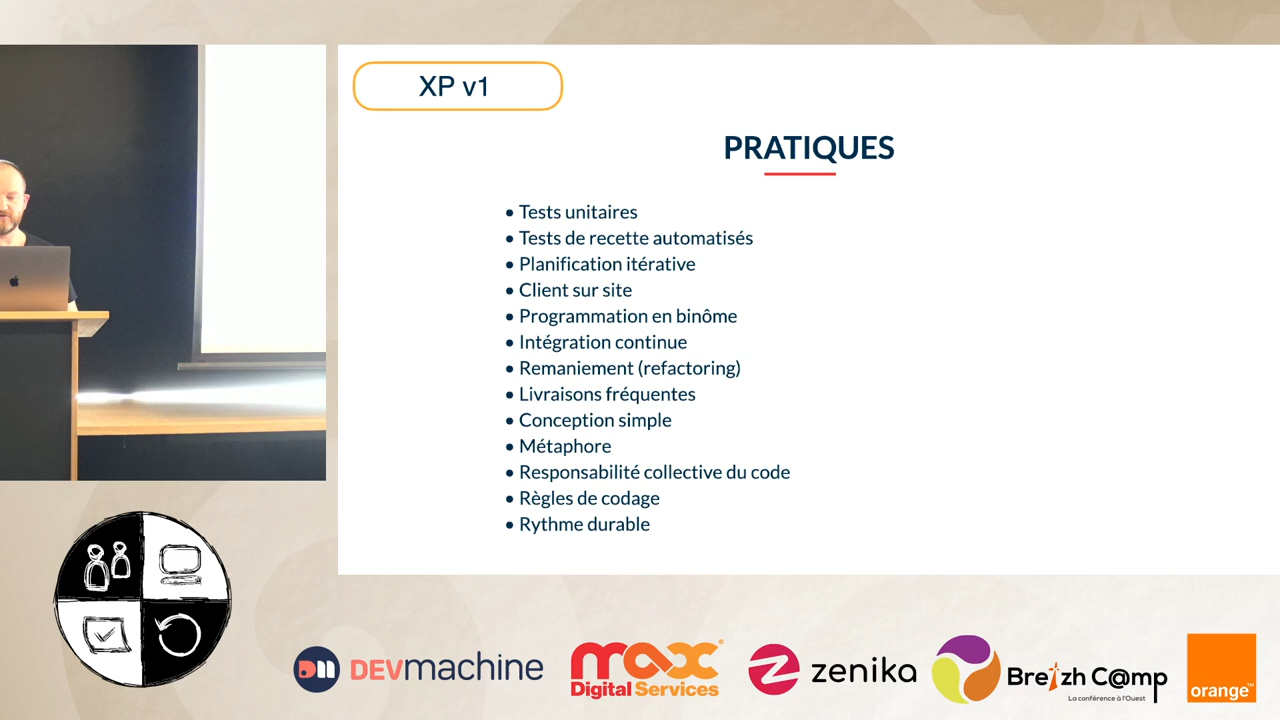 XP v1
PRATIQUES
• Tests unitaires
• Tests de recette automatisés
• Planification itérative
• Client sur site
• Programmation en binôme
• Intégration continue
• Remaniement (refactoring)
• Livraisons fréquentes
• Conception simple
• Métaphore
• Responsabilité collective du code
• Règles de codage
• Rythme durable
DEVmachine
max
Digital Services
zenika
Breizh C@mp
La conférence à l'Ouest
orange™